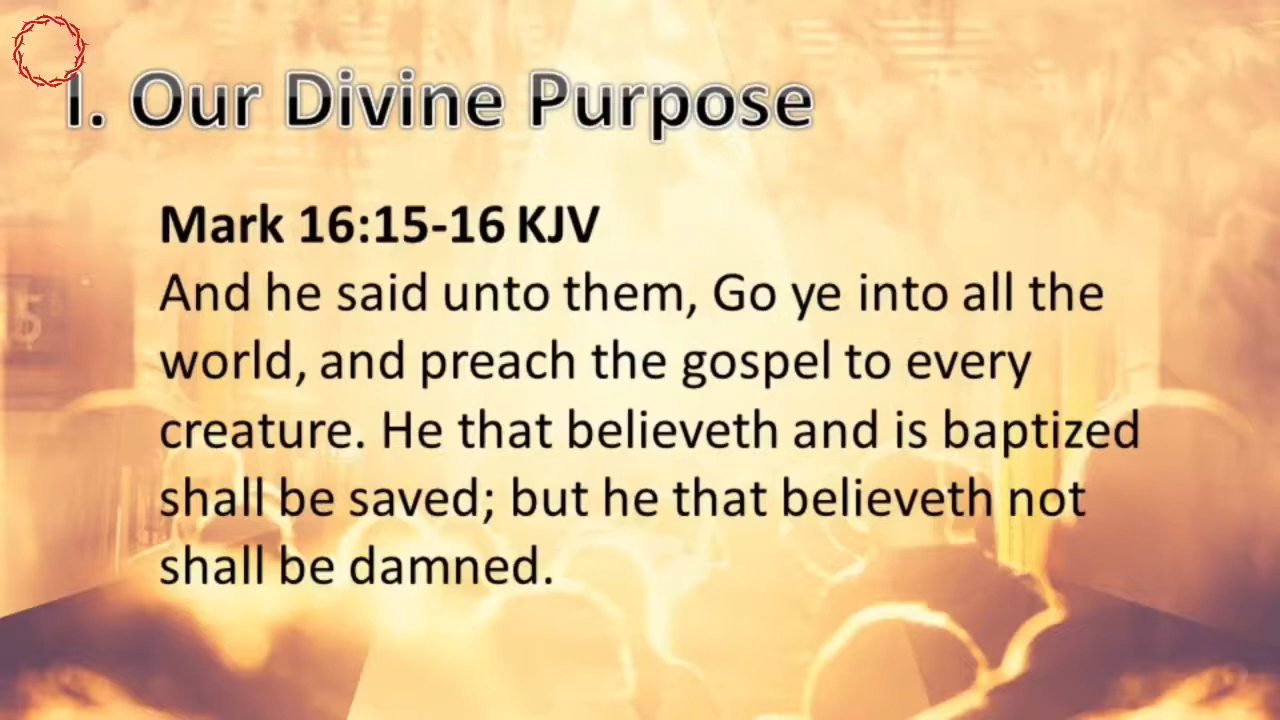 I. Our Divine Purpose
Mark 16:15-16 KJV
And he said unto them, Go ye into all the
world, and preach the gospel to every
creature. He that believeth and is baptized
shall be saved; but he that believeth not
shall be damned.